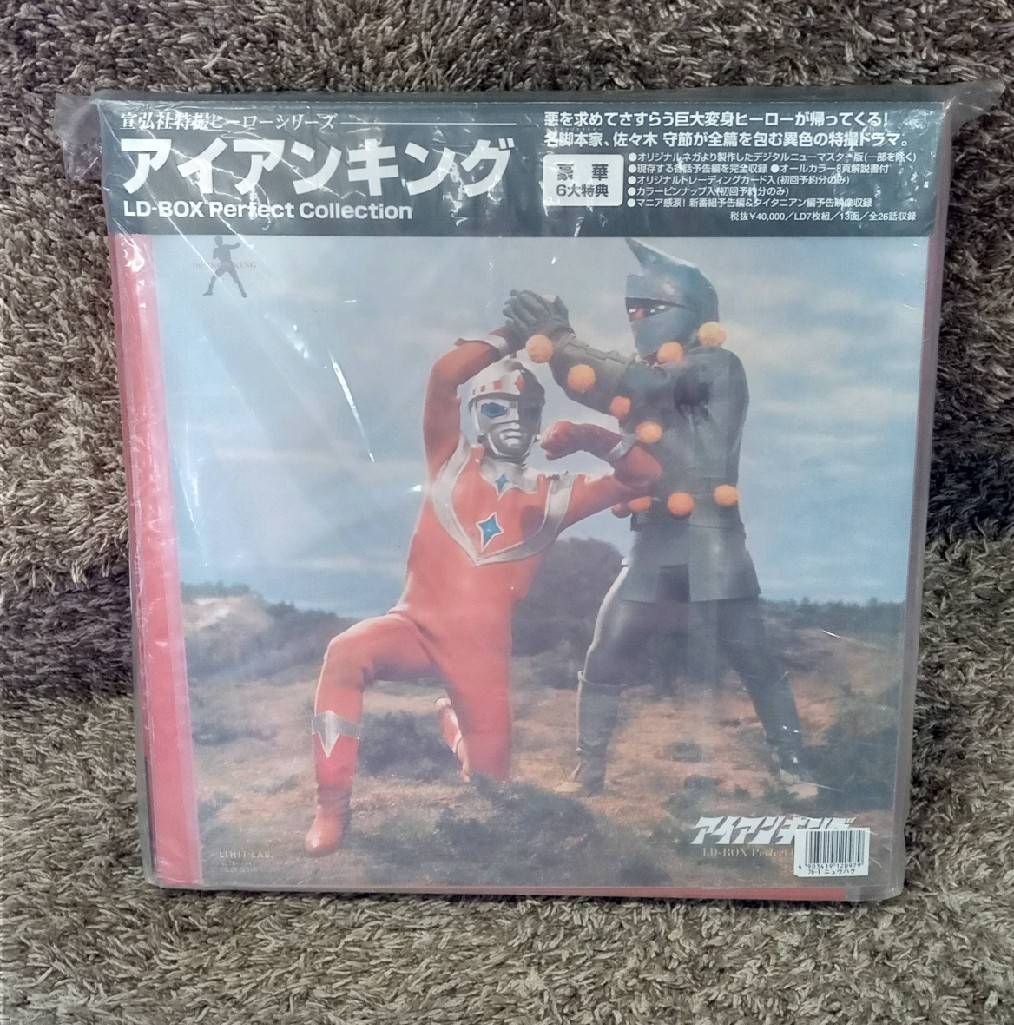 宣弘社特撮ヒーローシリーズ
アイアンキング
LD-BOX Perfect Collection
悪を求めてさすらう巨大変身ヒーローが帰ってくる!
名脚本家、佐々木 守節が全篇を包む異色の特撮ドラマ。
豪華
6大特典
●オリジナルネガより製作したデジタルニューマスター版(一部を除く)
●現存する各話予告編を完全収録 ●オールカラー8頁解説書付
●オリジナルトレーディングカード入(初回予約分のみ)
●カラーピンナップ入(初回予約分のみ)
●マニア感涙! 新番組予告編&タイタニアン編予告映像収録
税抜¥40,000/LD7枚組/13面/全26話収録
KING
アイアンキング
LD-BOX